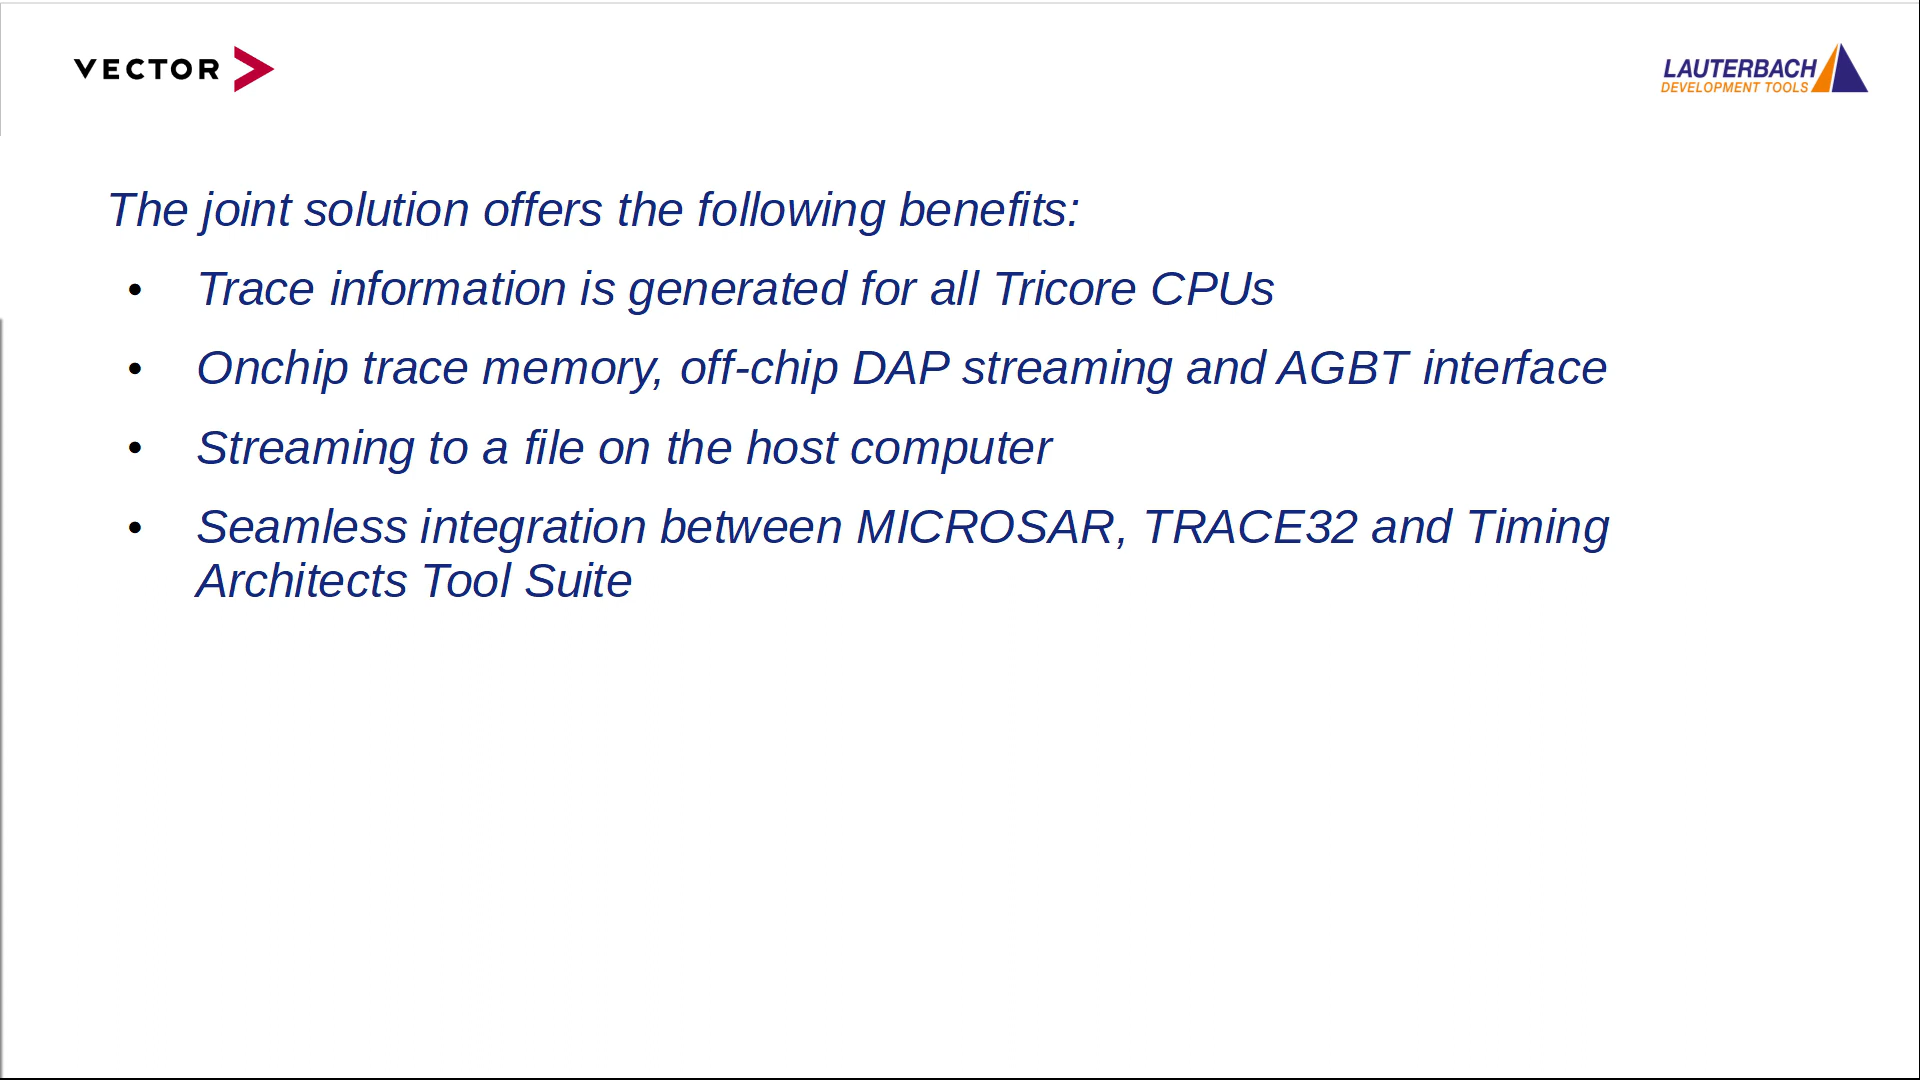 VECTOR
LAUTERBACH
DEVELOPMENT TOOLS
The joint solution offers the following benefits:
• Trace information is generated for all Tricore CPUs
• Onchip trace memory, off-chip DAP streaming and AGBT interface
• Streaming to a file on the host computer
• Seamless integration between MICROSAR, TRACE32 and Timing
Architects Tool Suite